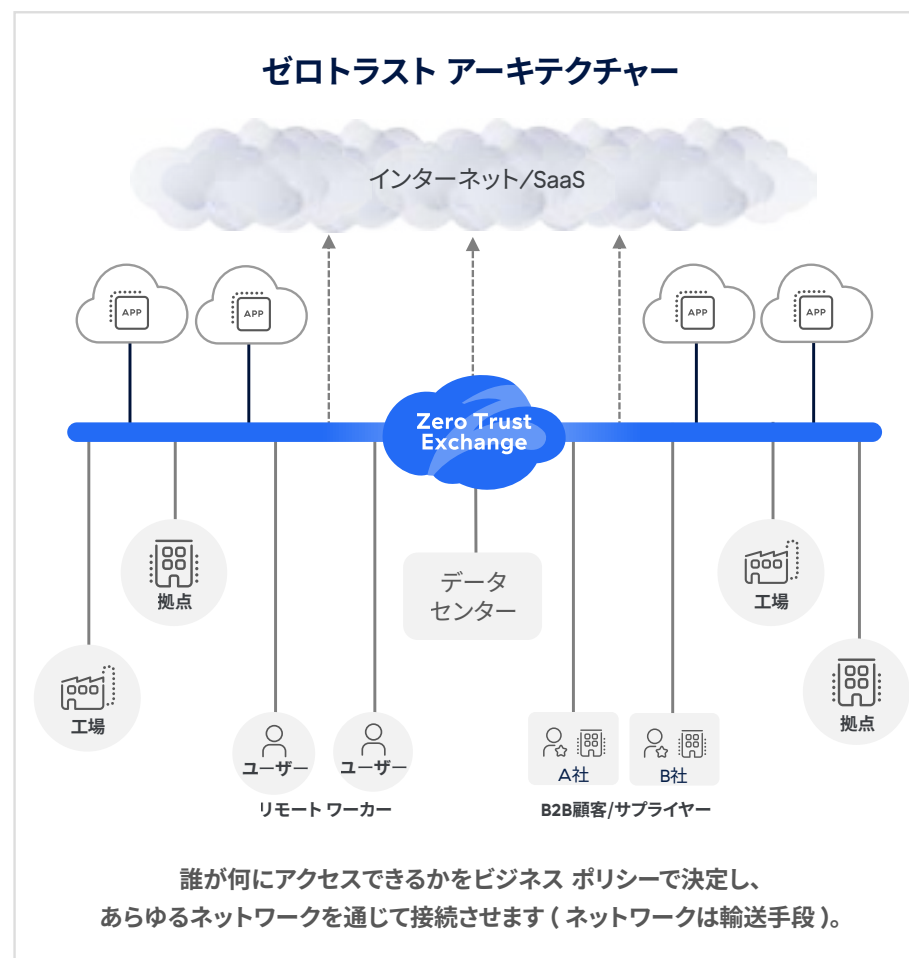 ゼロトラスト アーキテクチャー
インターネット/SaaS
APP
APP
APP
APP
Zero Trust
Exchange
拠点
データ
センター
工場
工場
拠点
ユーザー
ユーザー
A社
B社
リモート ワーカー
B2B顧客/サプライヤー
誰が何にアクセスできるかをビジネス ポリシーで決定し、
あらゆるネットワークを通じて接続させます ( ネットワークは輸送手段 )。